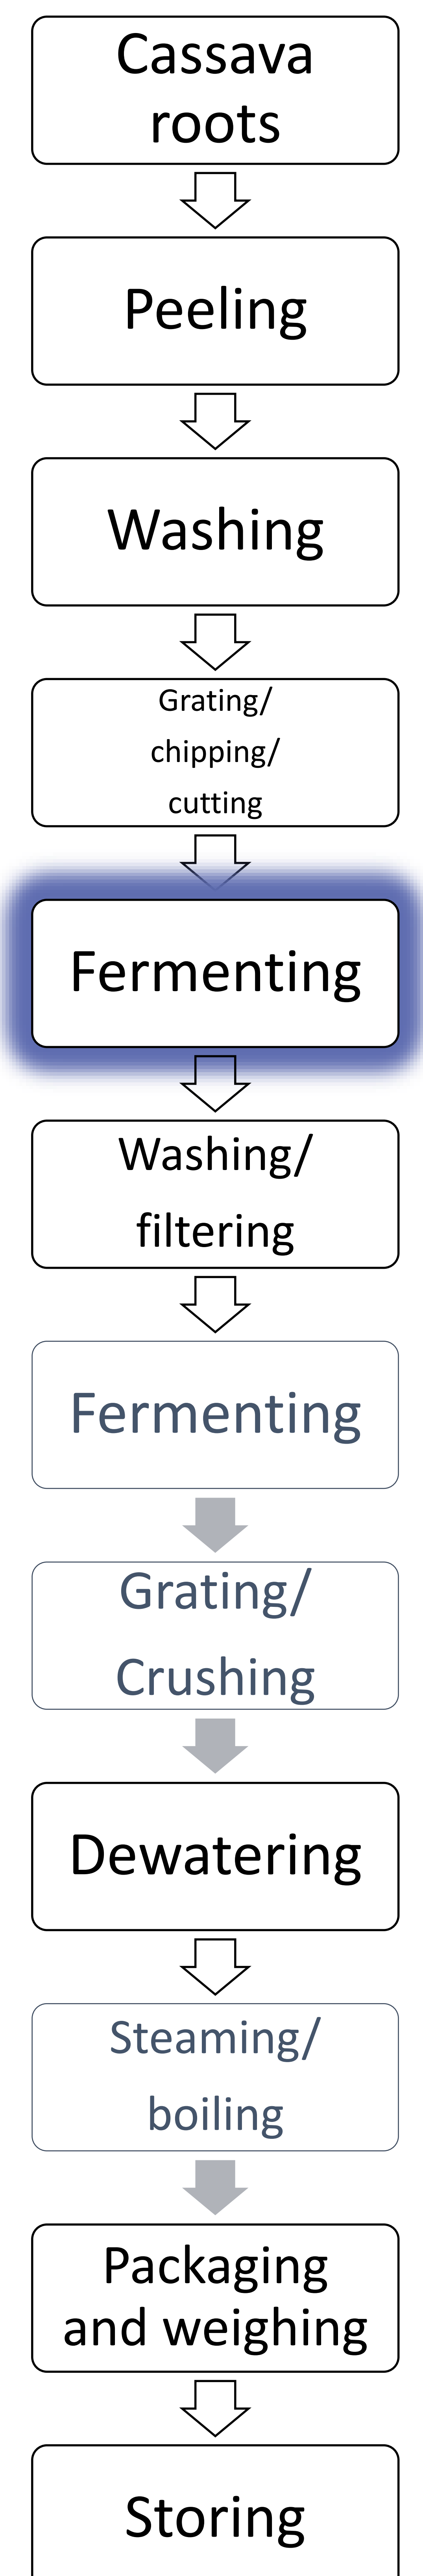 Cassava
roots
Peeling
Washing
Grating/
chipping/
cutting
Fermenting
Washing/
filtering
Fermenting
Grating/
Crushing
Dewatering
Steaming/
boiling
Packaging
and weighing
Storing